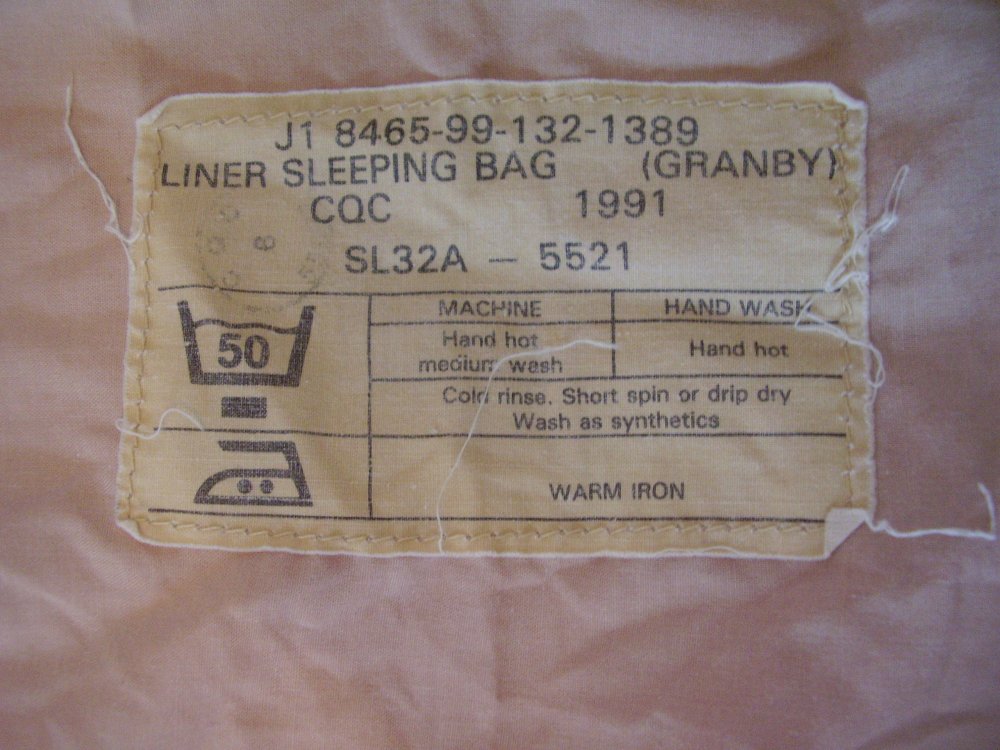 J1 8465-99-132-1389
LINER SLEEPING BAG (GRANBY)
CQC 1991
SL32A — 5521
50
MACHINE
HAND WASH
Hand hot
medium wash
Hand hot
Cold rinse. Short spin or drip dry
Wash as synthetics
WARM IRON